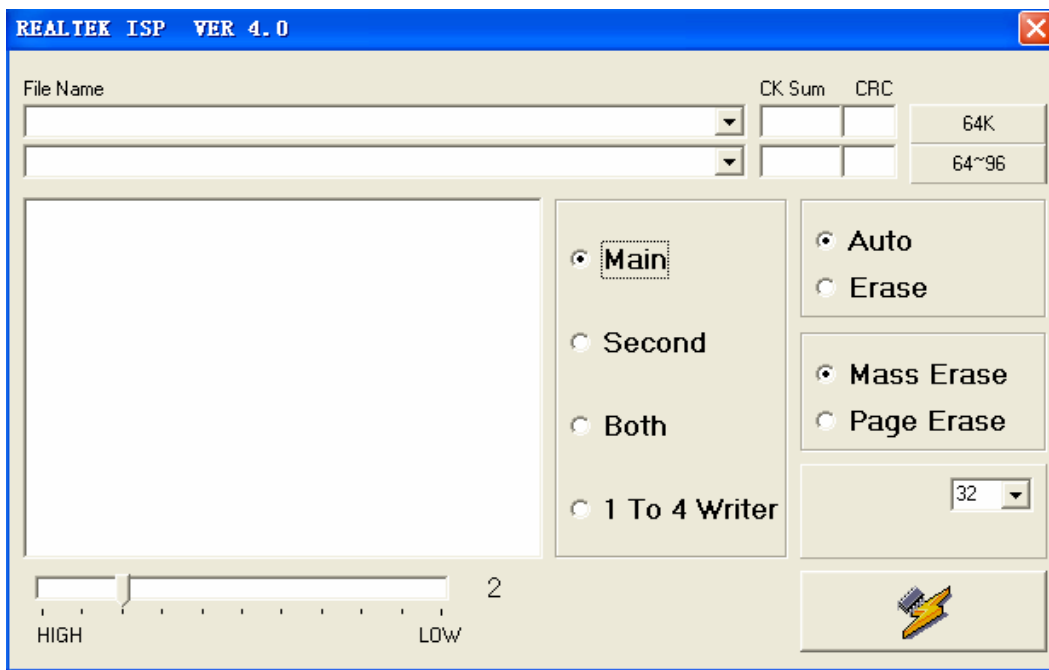 REALTEK ISP VER 4.0
File Name CK Sum CRC
64K
64~96
Main
Second
Both
1 To 4 Writer
Auto
Erase
Mass Erase
Page Erase
32
2
HIGH LOW